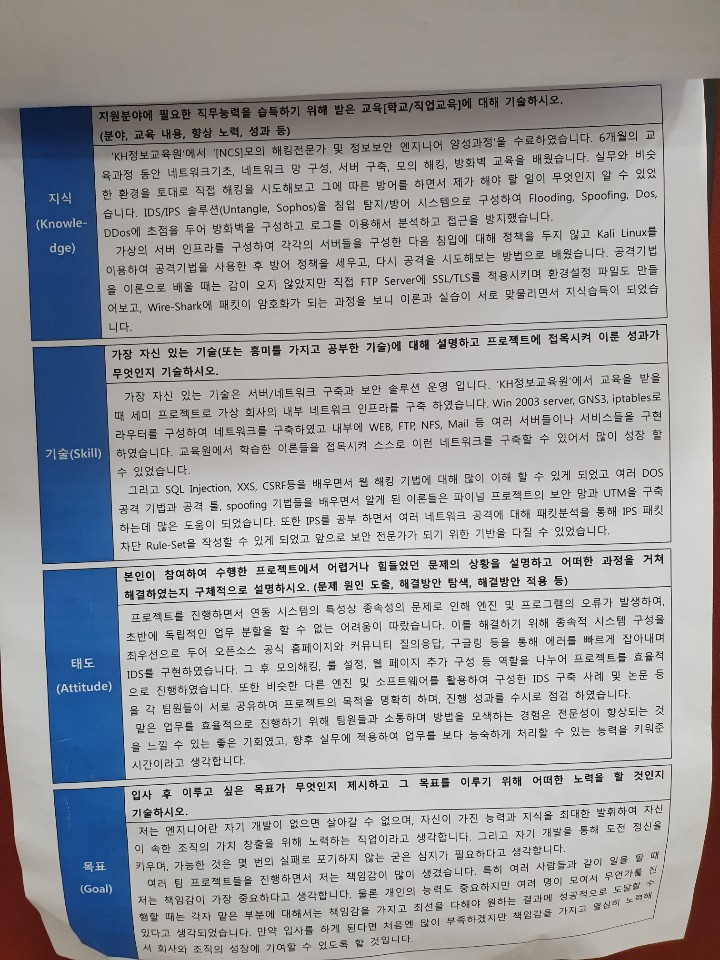 지원분야에 필요한 직무능력을 습득하기 위해 받은 교육[학교/직업교육]에 대해 기술하시오.
(분야, 교육 내용, 향상 노력, 성과 등)
지식
(Knowle-
dge)
'KH정보교육원'에서 '[NCS]모의 해킹전문가 및 정보보안 엔지니어 양성과정'을 수료하였습니다. 6개월의 교
육과정 동안 네트워크기초, 네트워크 망 구성, 서버 구축, 모의 해킹, 방화벽 교육을 배웠습니다. 실무와 비슷
한 환경을 토대로 직접 해킹을 시도해보고 그에 따른 방어를 하면서 제가 해야 할 일이 무엇인지 알 수 있었
습니다. IDS/IPS 솔루션(Untangle, Sophos)을 침입 탐지/방어 시스템으로 구성하여 Flooding, Spoofing, Dos,
DDos에 초점을 두어 방화벽을 구성하고 로그를 이용해서 분석하고 접근을 방지했습니다.
가상의 서버 인프라를 구성하여 각각의 서버들을 구성한 다음 침입에 대해 정책을 두지 않고 Kali Linux를
이용하여 공격기법을 사용한 후 방어 정책을 세우고, 다시 공격을 시도해보는 방법으로 배웠습니다. 공격기법
을 이론으로 배울 때는 감이 오지 않았지만 직접 FTP Server에 SSL/TLS를 적용시키며 환경설정 파일도 만들
어보고, Wire-Shark에 패킷이 암호화가 되는 과정을 보니 이론과 실습이 서로 맞물리면서 지식습득이 되었습
니다.
가장 자신 있는 기술(또는 흥미를 가지고 공부한 기술)에 대해 설명하고 프로젝트에 접목시켜 이룬 성과가
무엇인지 기술하시오.
기술(Skill)
가장 자신 있는 기술은 서버/네트워크 구축과 보안 솔루션 운영 입니다. 'KH정보교육원'에서 교육을 받을
때 세미 프로젝트로 가상 회사의 내부 네트워크 인프라를 구축 하였습니다. Win 2003 server, GNS3, iptables로
라우터를 구성하여 네트워크를 구축하였고 내부에 WEB, FTP, NFS, Mail 등 여러 서버들이나 서비스들을 구현
하였습니다. 교육원에서 학습한 이론들을 접목시켜 스스로 이런 네트워크를 구축할 수 있어서 많이 성장 할
수 있었습니다.
그리고 SQL Injection, XXS, CSRF등을 배우면서 웹 해킹 기법에 대해 많이 이해 할 수 있게 되었고 여러 DOS
공격 기법과 공격 툴, spoofing 기법들을 배우면서 알게 된 이론들은 파이널 프로젝트의 보안 망과 UTM을 구축
하는데 많은 도움이 되었습니다. 또한 IPS를 공부 하면서 여러 네트워크 공격에 대해 패킷분석을 통해 IPS 패킷
차단 Rule-Set을 작성할 수 있게 되었고 앞으로 보안 전문가가 되기 위한 기반을 다질 수 있었습니다.
본인이 참여하여 수행한 프로젝트에서 어렵거나 힘들었던 문제의 상황을 설명하고 어떠한 과정을 거쳐
해결하였는지 구체적으로 설명하시오. (문제 원인 도출, 해결방안 탐색, 해결방안 적용 등)
태도
(Attitude)
프로젝트를 진행하면서 연동 시스템의 특성상 종속성의 문제로 인해 엔진 및 프로그램의 오류가 발생하여,
초반에 독립적인 업무 분할을 할 수 없는 어려움이 따랐습니다. 이를 해결하기 위해 종속적 시스템 구성을
최우선으로 두어 오픈소스 공식 홈페이지와 커뮤니티 질의응답, 구글링 등을 통해 에러를 빠르게 잡아내며
IDS를 구현하였습니다. 그 후 모의해킹, 룰 설정, 웹 페이지 추가 구성 등 역할을 나누어 프로젝트를 효율적
으로 진행하였습니다. 또한 비슷한 다른 엔진 및 소프트웨어를 활용하여 구성한 IDS 구축 사례 및 논문 등
을 각 팀원들이 서로 공유하여 프로젝트의 목적을 명확히 하며, 진행 성과를 수시로 점검 하였습니다.
맡은 업무를 효율적으로 진행하기 위해 팀원들과 소통하며 방법을 모색하는 경험은 전문성이 향상되는 것
을 느낄 수 있는 좋은 기회였고, 향후 실무에 적용하여 업무를 보다 능숙하게 처리할 수 있는 능력을 키워준
시간이라고 생각합니다.
입사 후 이루고 싶은 목표가 무엇인지 제시하고 그 목표를 이루기 위해 어떠한 노력을 할 것인지
기술하시오.
목표
(Goal)
저는 엔지니어란 자기 개발이 없으면 살아갈 수 없으며, 자신이 가진 능력과 지식을 최대한 발휘하여 자신
이 속한 조직의 가치 창출을 위해 노력하는 직업이라고 생각합니다. 그리고 자기 개발을 통해 도전 정신을
키우며, 가능한 것은 몇 번의 실패로 포기하지 않는 굳은 심지가 필요하다고 생각합니다.
여러 팀 프로젝트들을 진행하면서 저는 책임감이 많이 생겼습니다. 특히 여러 사람들과 같이 일을 할 때
저는 책임감이 가장 중요하다고 생각합니다. 물론 개인의 능력도 중요하지만 여러 명이 모여서 무언가를 진
행할 때는 각자 맡은 부분에 대해서는 책임감을 가지고 최선을 다해야 원하는 결과에 성공적으로 도달할 수
있다고 생각되었습니다. 만약 입사를 하게 된다면 처음엔 많이 부족하겠지만 책임감을 가지고 열심히 노력해
서 회사와 조직의 성장에 기여할 수 있도록 할 것입니다.